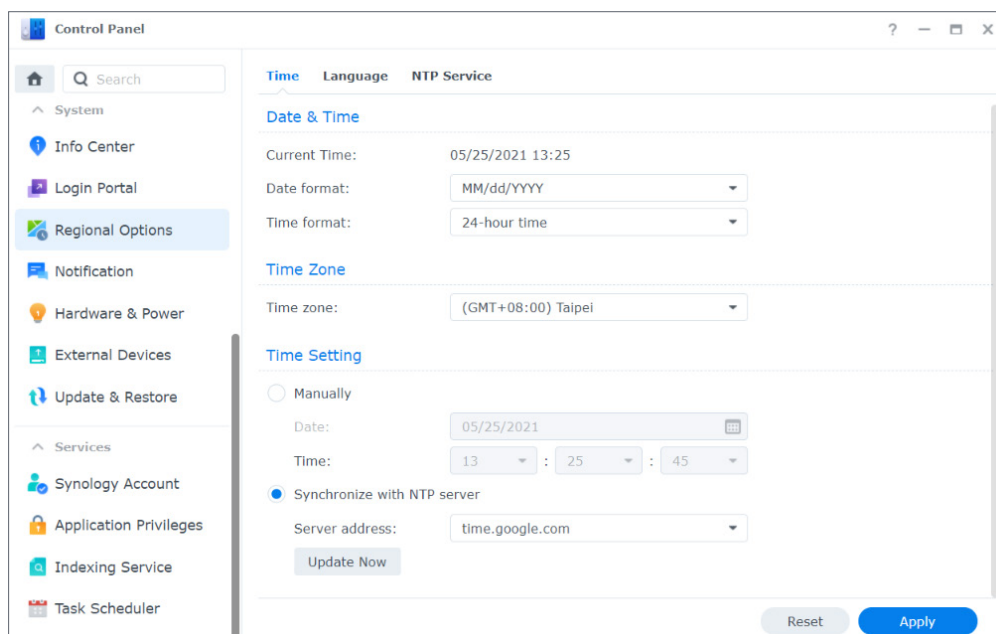 Control Panel
?
Search
System
Info Center
Login Portal
Regional Options
Notification
Hardware & Power
External Devices
Update & Restore
Services
Synology Account
Application Privileges
Indexing Service
Task Scheduler
Time Language NTP Service
Date & Time
Current Time: 05/25/2021 13:25
Date format: MM/dd/YYYY
Time format: 24-hour time
Time Zone
Time zone: (GMT+08:00) Taipei
Time Setting
Manually
Date: 05/25/2021
Time: 13 : 25 : 45
Synchronize with NTP server
Server address: time.google.com
Update Now
Reset Apply